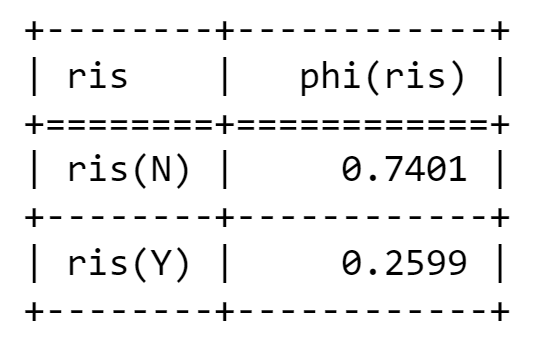 +--------+------------+
| ris    |   phi(ris) |
+========+============+
| ris(N) |     0.7401 |
+--------+------------+
| ris(Y) |     0.2599 |
+--------+------------+